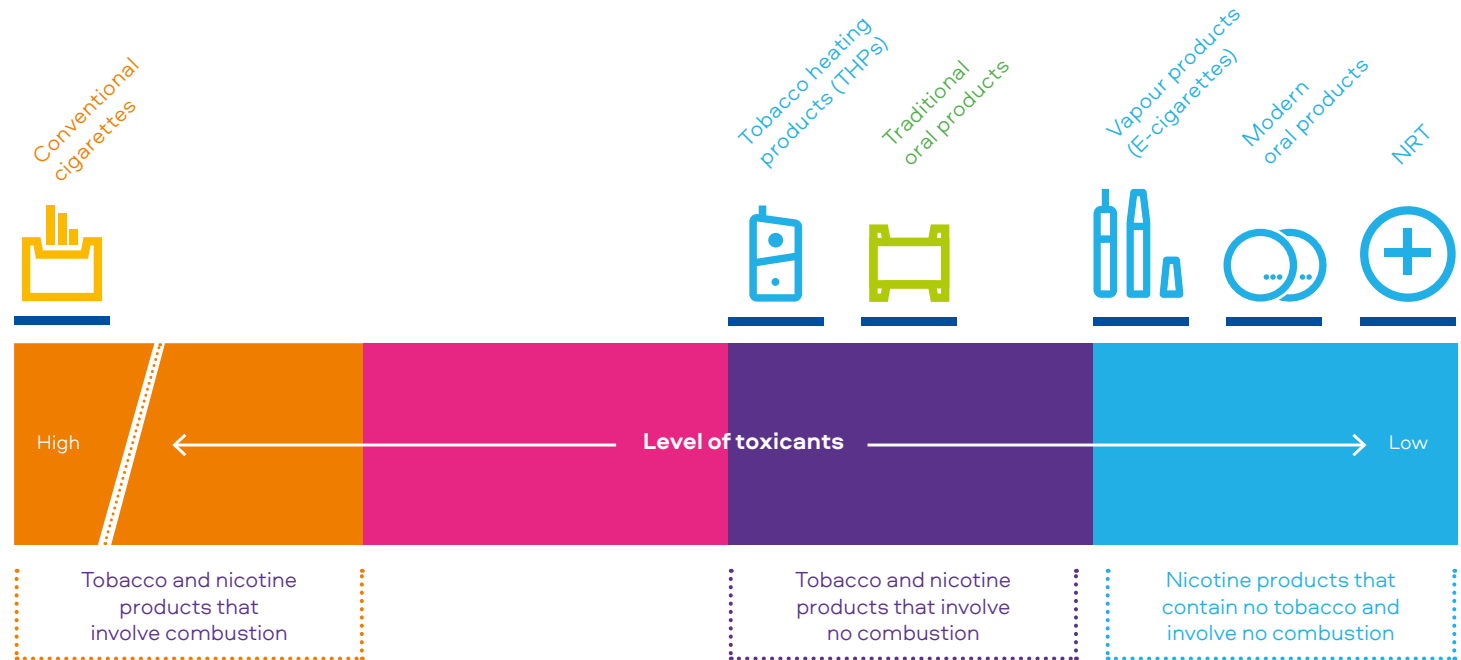 Conventional
cigarettes
Tobacco heating
products (THPs)
Traditional
oral products
Vapour products
(E-cigarettes)
Modern
oral products
NRT
High
Level of toxicants
Low
Tobacco and nicotine
products that
involve combustion
Tobacco and nicotine
products that involve
no combustion
Nicotine products that
contain no tobacco and
involve no combustion